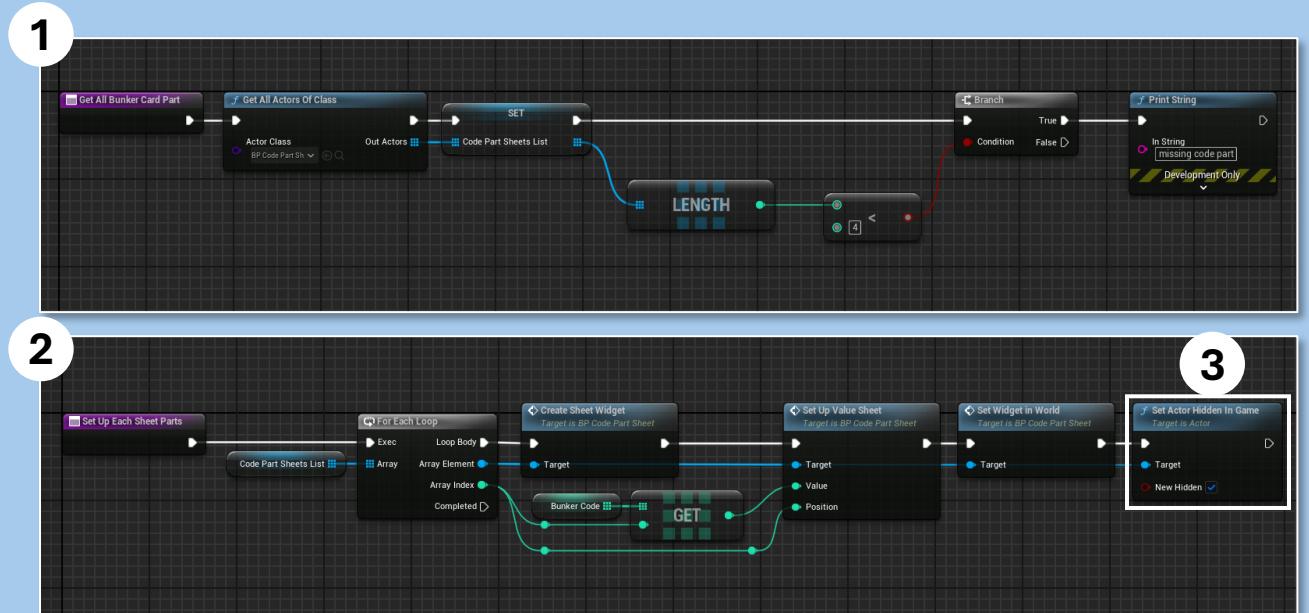 1
Get All Bunker Card Part
Get All Actors Of Class
Actor Class
BP Code Part Sh
Out Actors
SET
Code Part Sheets List
LENGTH
4
<
Branch
Condition
True
False
Print String
In String
missing code part
Development Only
2
Set Up Each Sheet Parts
Code Part Sheets List
For Each Loop
Exec
Loop Body
Array
Array Element
Array Index
Completed
Create Sheet Widget
Target is BP Code Part Sheet
Target
Bunker Code
GET
Set Up Value Sheet
Target is BP Code Part Sheet
Target
Value
Position
Set Widget in World
Target is BP Code Part Sheet
Target
3
Set Actor Hidden In Game
Target is Actor
Target
New Hidden